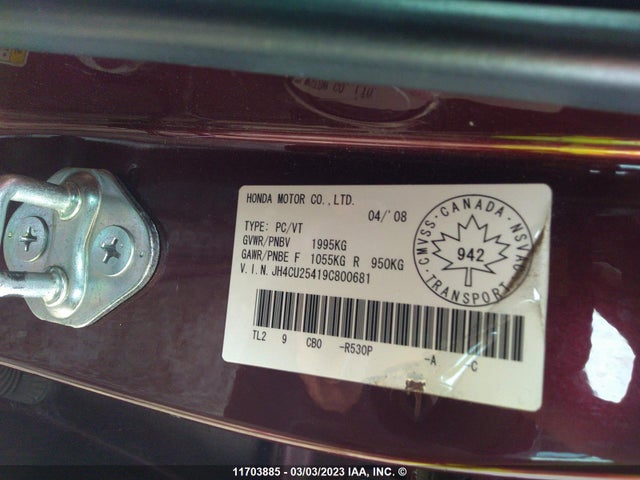 HONDA MOTOR CO., LTD.
04/'08
TYPE: PC/VT
GVWR/PNBV 1995KG
GAWR/PNBE F 1055KG R 950KG
V.I.N. JH4CU25419C800681
CMVSS·CANADA·NSVAC
942
TRANSPORT
TL2 9 CB0 -R530P -A C
11703885 - 03/03/2023 IAA, INC. ©